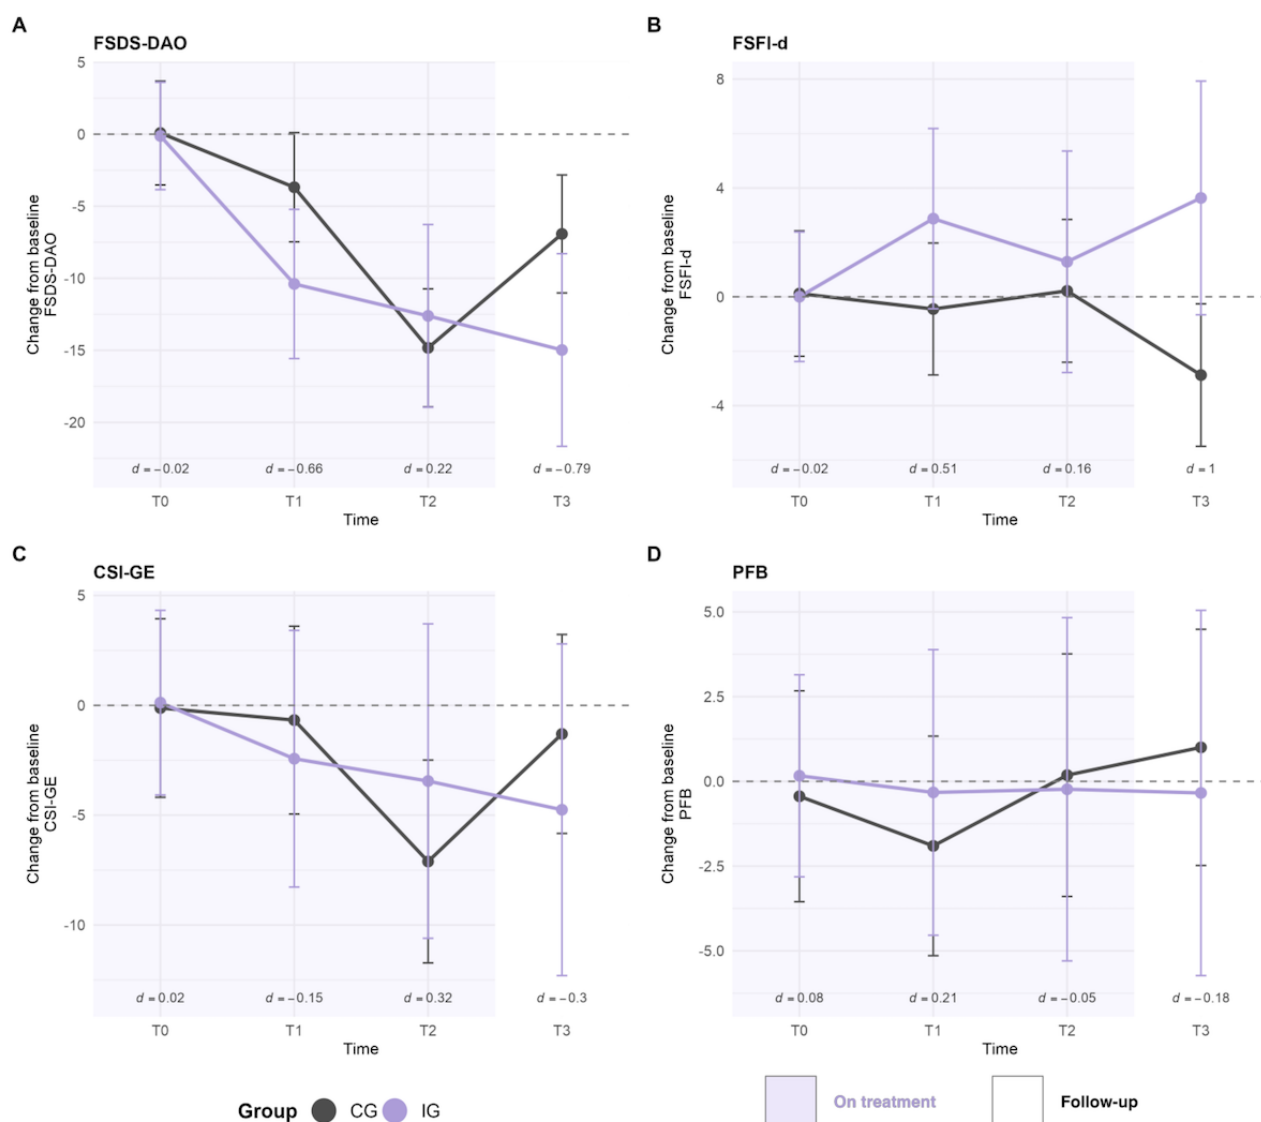 A
FSDS-DAO
5
0
-5
-10
-15
-20
Change from baseline
FSDS-DAO
d = −0.02
d = −0.66
d = 0.22
d = −0.79
T0
T1
T2
T3
Time
B
FSFI-d
8
4
0
-4
Change from baseline
FSFI-d
d = −0.02
d = 0.51
d = 0.16
d = 1
T0
T1
T2
T3
Time
C
CSI-GE
5
0
-5
-10
Change from baseline
CSI-GE
d = 0.02
d = −0.15
d = 0.32
d = −0.3
T0
T1
T2
T3
Time
D
PFB
5.0
2.5
0.0
-2.5
-5.0
Change from baseline
PFB
d = 0.08
d = 0.21
d = −0.05
d = −0.18
T0
T1
T2
T3
Time
Group CG IG
On treatment
Follow-up